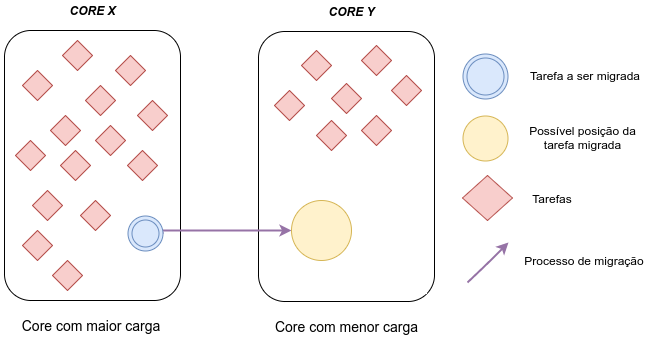 CORE X
CORE Y
Tarefa a ser migrada
Possível posição da
tarefa migrada
Tarefas
Processo de migração
Core com maior carga
Core com menor carga